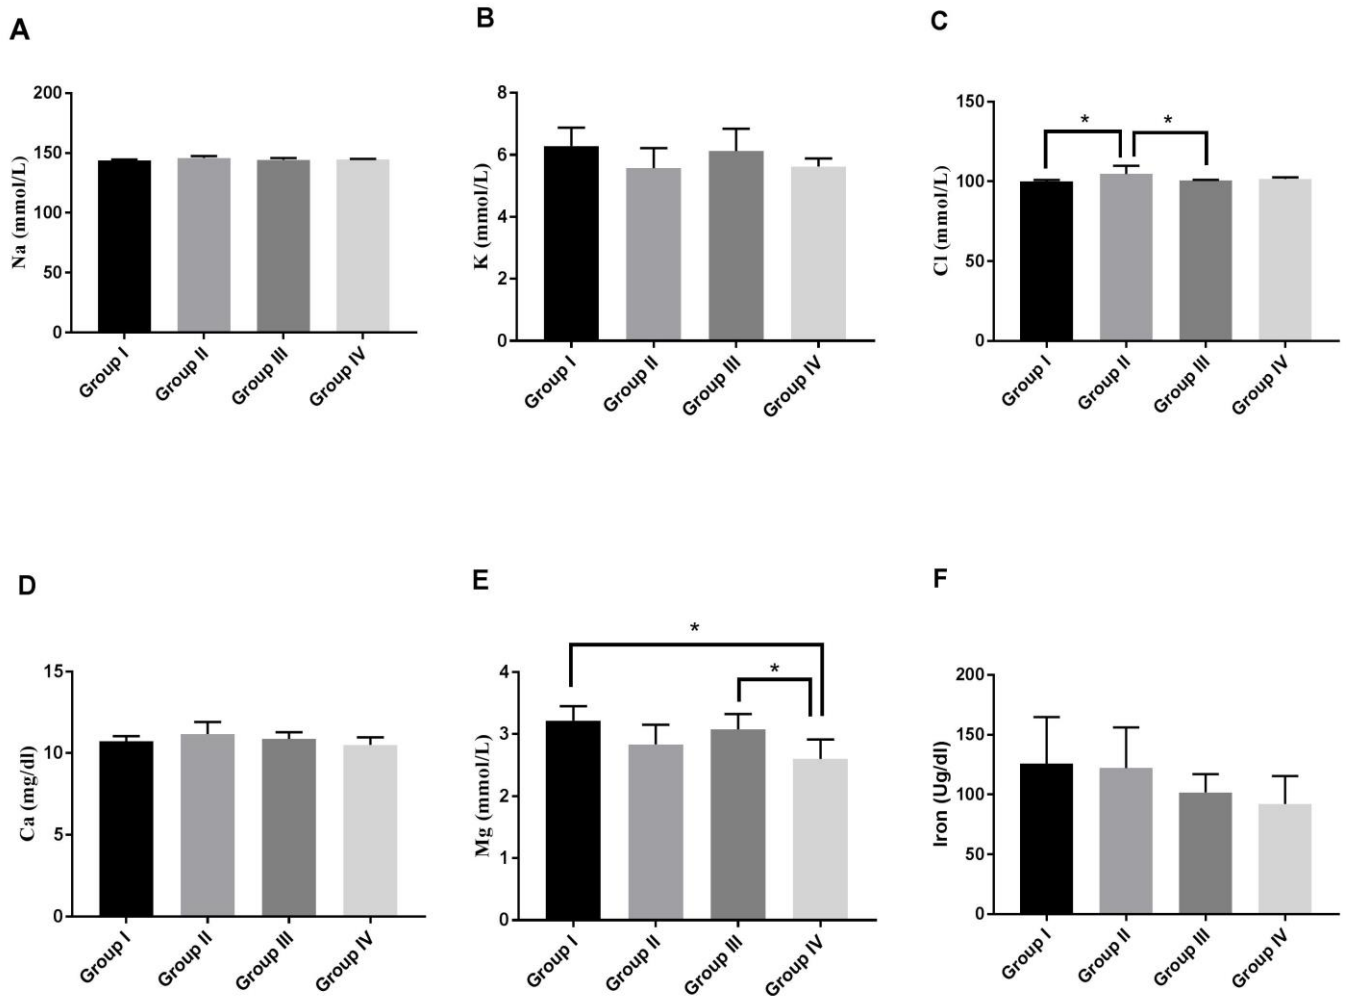 A
Na (mmol/L)
200
150
100
50
0
Group I
Group II
Group III
Group IV
B
K (mmol/L)
8
6
4
2
0
Group I
Group II
Group III
Group IV
C
Cl (mmol/L)
150
100
50
0
*
*
Group I
Group II
Group III
Group IV
D
Ca (mg/dl)
15
10
5
0
Group I
Group II
Group III
Group IV
E
Mg (mmol/L)
4
3
2
1
0
*
*
Group I
Group II
Group III
Group IV
F
Iron (Ug/dl)
200
150
100
50
0
Group I
Group II
Group III
Group IV